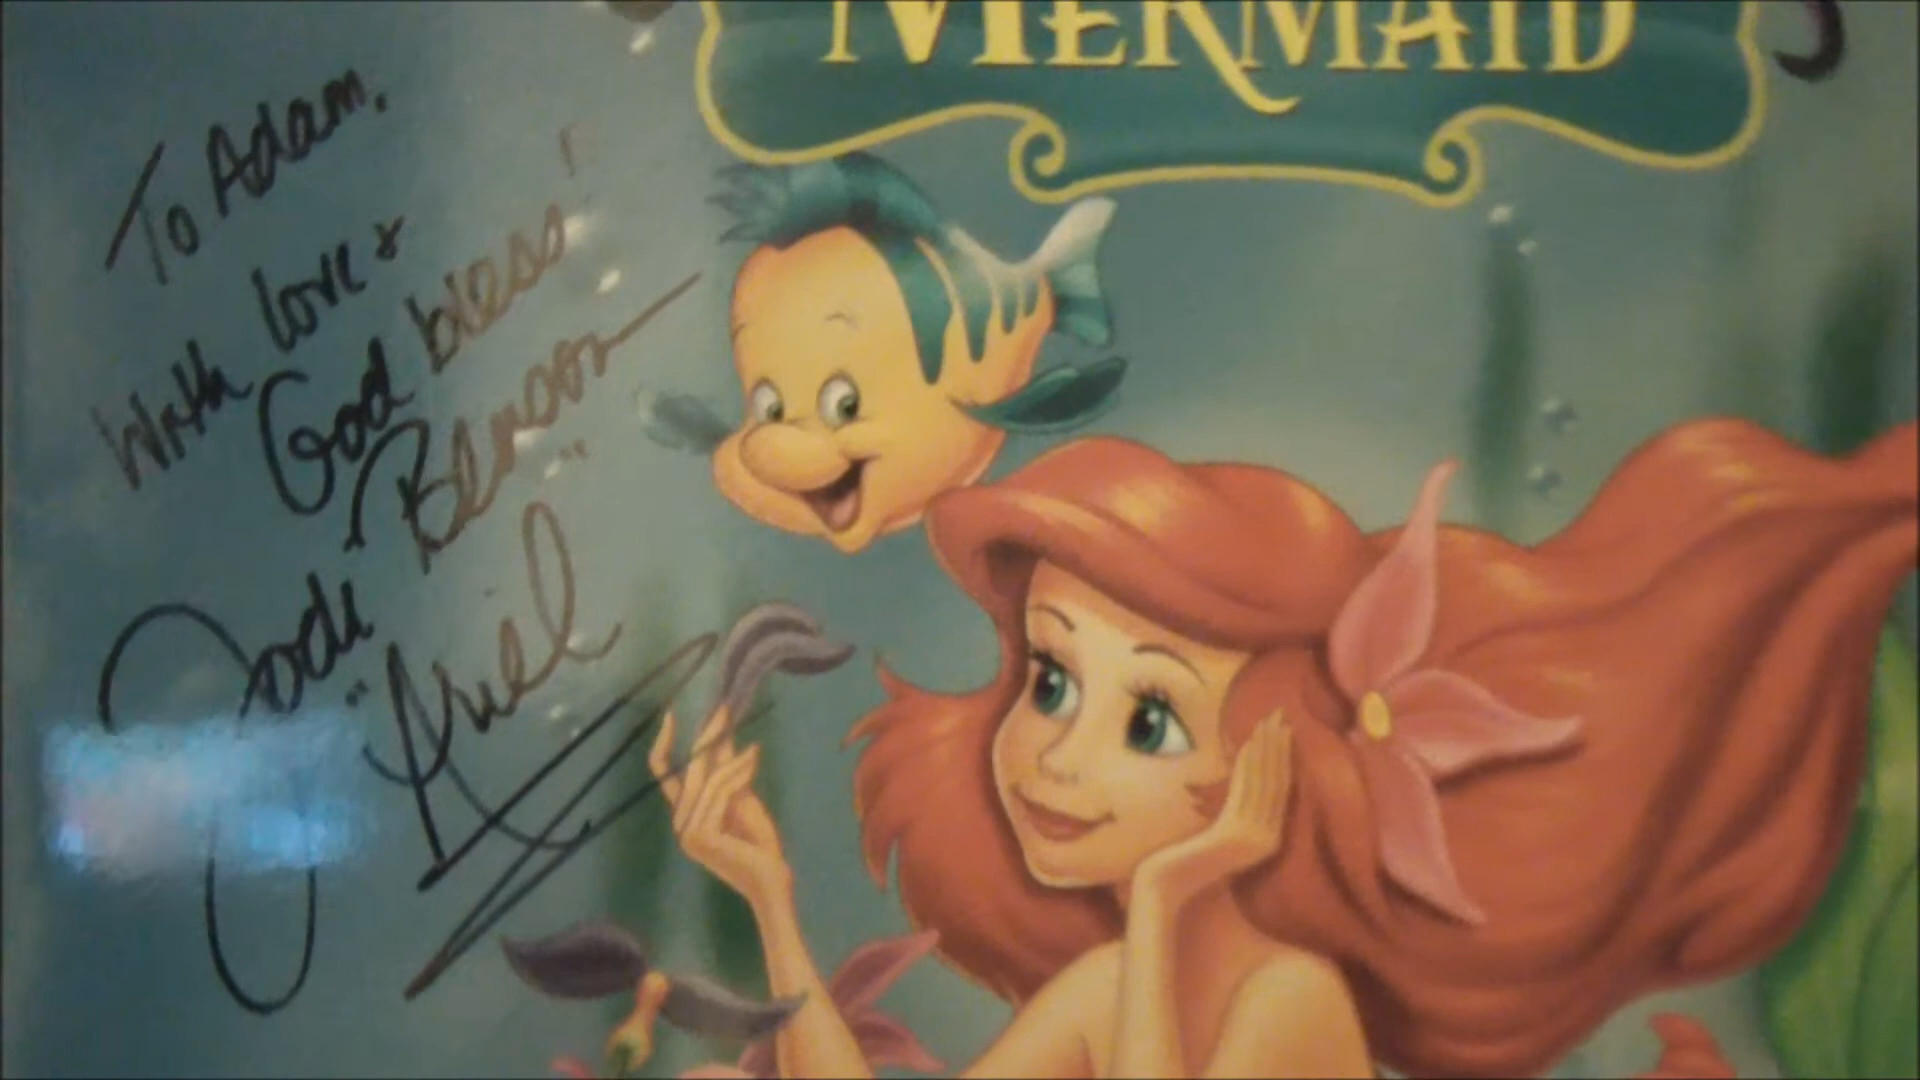 MERMAID
To Adam,
With love &
God bless!
Jodi Benson
"Ariel"